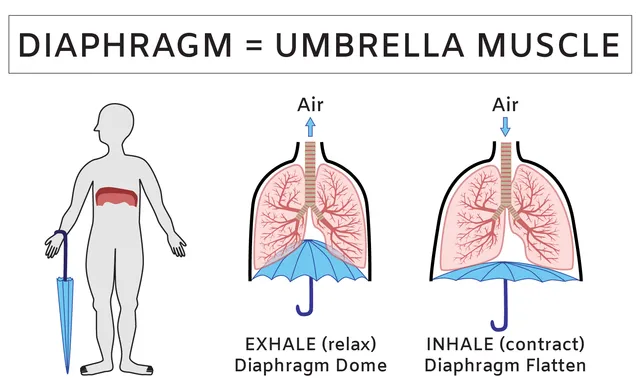 DIAPHRAGM = UMBRELLA MUSCLE
Air
Air
EXHALE (relax)
Diaphragm Dome
INHALE (contract)
Diaphragm Flatten